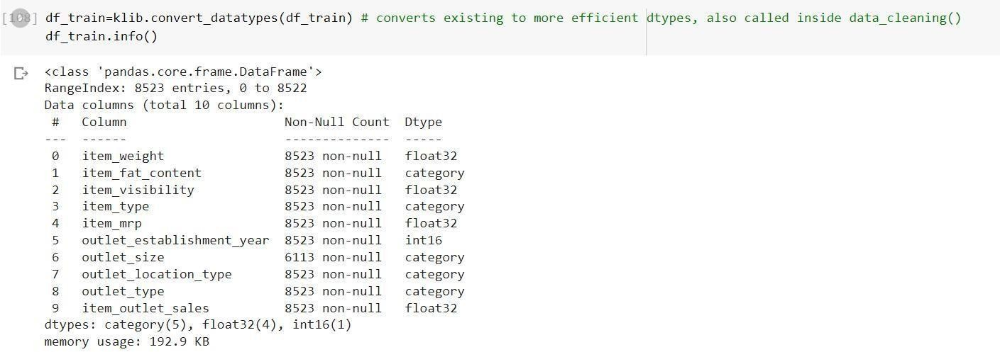 [108] df_train=klib.convert_datatypes(df_train) # converts existing to more efficient dtypes, also called inside data_cleaning()
df_train.info()
<class 'pandas.core.frame.DataFrame'>
RangeIndex: 8523 entries, 0 to 8522
Data columns (total 10 columns):
 #   Column                     Non-Null Count  Dtype
---  ------                     --------------  -----
 0   item_weight                8523 non-null   float32
 1   item_fat_content           8523 non-null   category
 2   item_visibility            8523 non-null   float32
 3   item_type                  8523 non-null   category
 4   item_mrp                   8523 non-null   float32
 5   outlet_establishment_year  8523 non-null   int16
 6   outlet_size                6113 non-null   category
 7   outlet_location_type       8523 non-null   category
 8   outlet_type                8523 non-null   category
 9   item_outlet_sales          8523 non-null   float32
dtypes: category(5), float32(4), int16(1)
memory usage: 192.9 KB